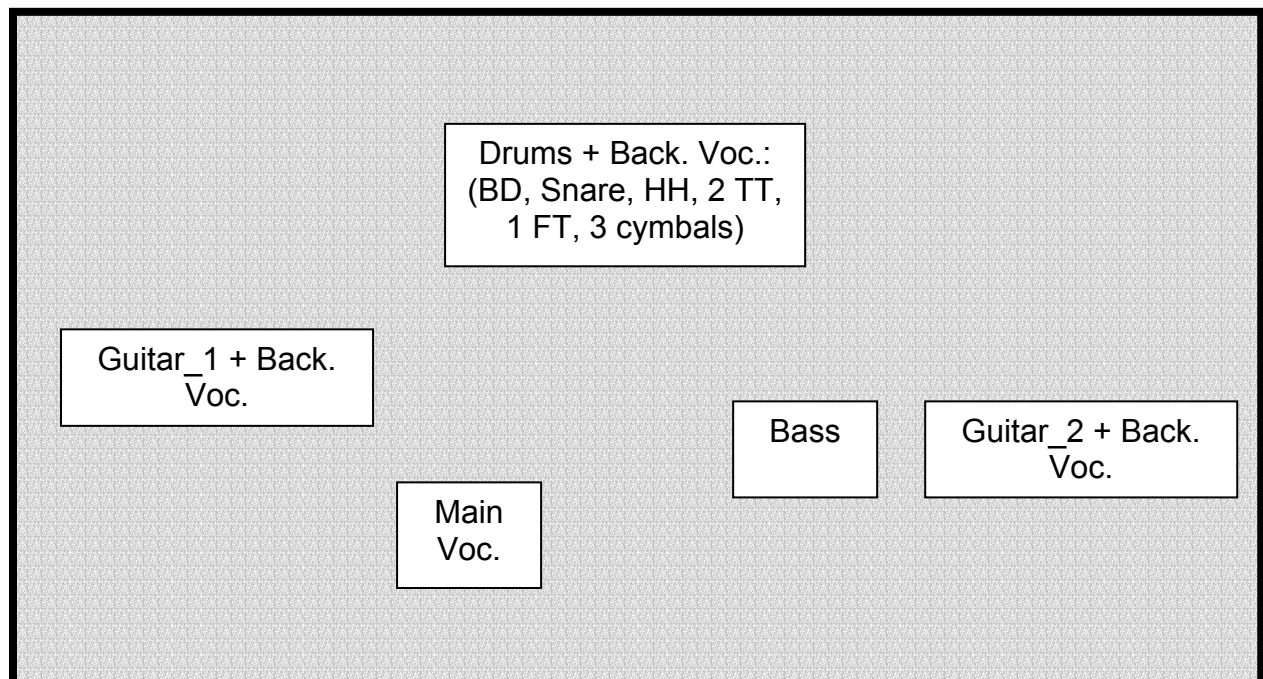 Drums + Back. Voc.:
(BD, Snare, HH, 2 TT,
1 FT, 3 cymbals)
Guitar_1 + Back.
Voc.
Bass
Guitar_2 + Back.
Voc.
Main
Voc.